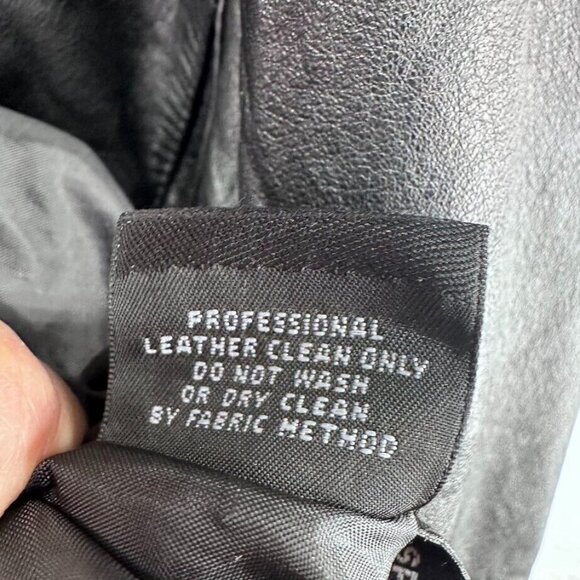 PROFESSIONAL
LEATHER CLEAN ONLY
DO NOT WASH
OR DRY CLEAN
BY FABRIC METHOD